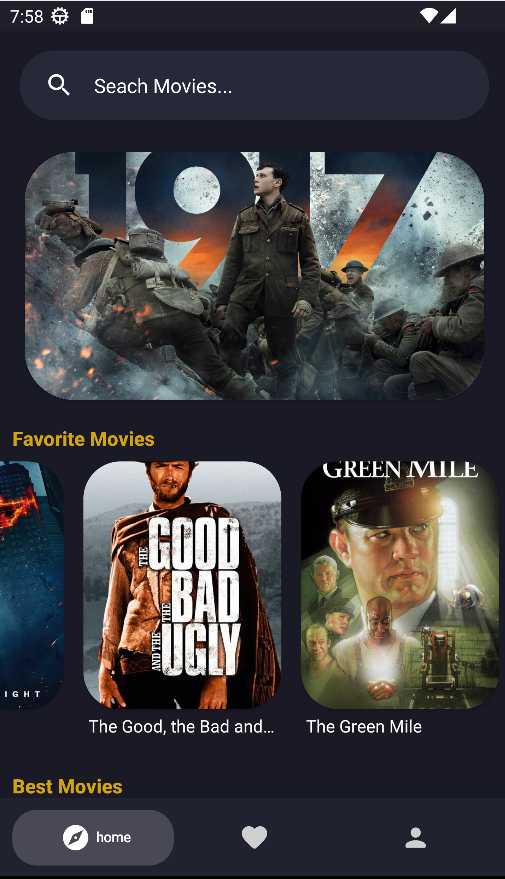 7:58
Seach Movies...
1917
Favorite Movies
IGHT
THE GOOD
THE BAD
AND THE UGLY
GREEN MILE
The Good, the Bad and...
The Green Mile
Best Movies
home